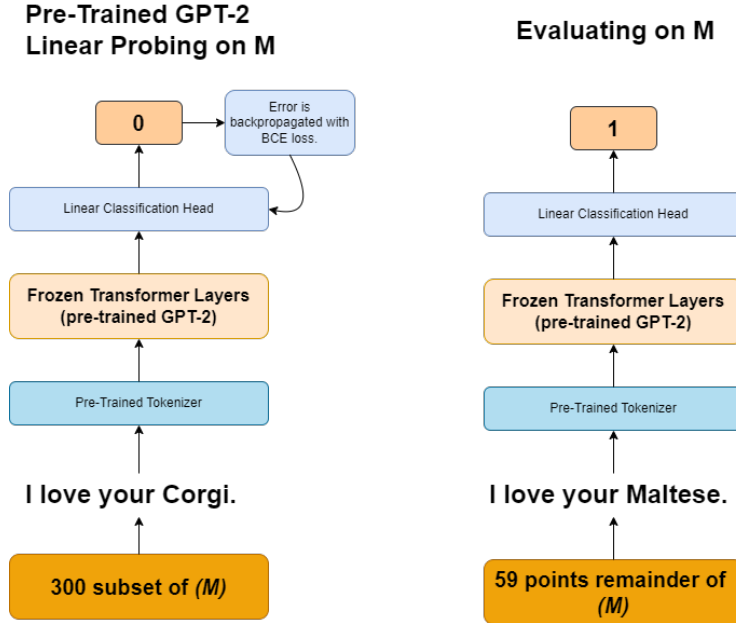 Pre-Trained GPT-2
Linear Probing on M
0
Error is
backpropagated with
BCE loss.
Linear Classification Head
Frozen Transformer Layers
(pre-trained GPT-2)
Pre-Trained Tokenizer
I love your Corgi.
300 subset of (M)
Evaluating on M
1
Linear Classification Head
Frozen Transformer Layers
(pre-trained GPT-2)
Pre-Trained Tokenizer
I love your Maltese.
59 points remainder of
(M)